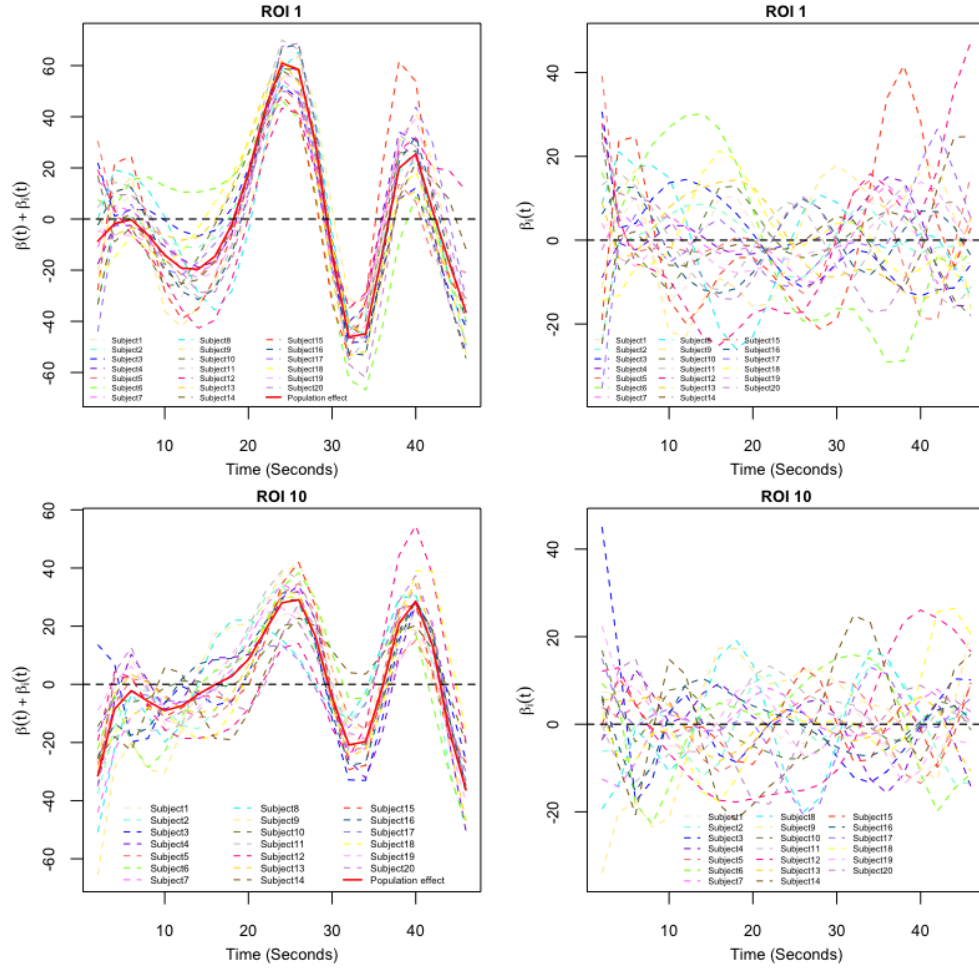 ROI 1
β(t) + βi(t)
60
40
20
0
-20
-40
-60
Subject1 Subject8 Subject15
Subject2 Subject9 Subject16
Subject3 Subject10 Subject17
Subject4 Subject11 Subject18
Subject5 Subject12 Subject19
Subject6 Subject13 Subject20
Subject7 Subject14 Population effect
10 20 30 40
Time (Seconds)
ROI 1
βi(t)
40
20
0
-20
Subject1 Subject8 Subject15
Subject2 Subject9 Subject16
Subject3 Subject10 Subject17
Subject4 Subject11 Subject18
Subject5 Subject12 Subject19
Subject6 Subject13 Subject20
Subject7 Subject14
10 20 30 40
Time (Seconds)
ROI 10
β(t) + βi(t)
60
40
20
0
-20
-40
-60
Subject1 Subject8 Subject15
Subject2 Subject9 Subject16
Subject3 Subject10 Subject17
Subject4 Subject11 Subject18
Subject5 Subject12 Subject19
Subject6 Subject13 Subject20
Subject7 Subject14 Population effect
10 20 30 40
Time (Seconds)
ROI 10
βi(t)
40
20
0
-20
Subject1 Subject8 Subject15
Subject2 Subject9 Subject16
Subject3 Subject10 Subject17
Subject4 Subject11 Subject18
Subject5 Subject12 Subject19
Subject6 Subject13 Subject20
Subject7 Subject14
10 20 30 40
Time (Seconds)